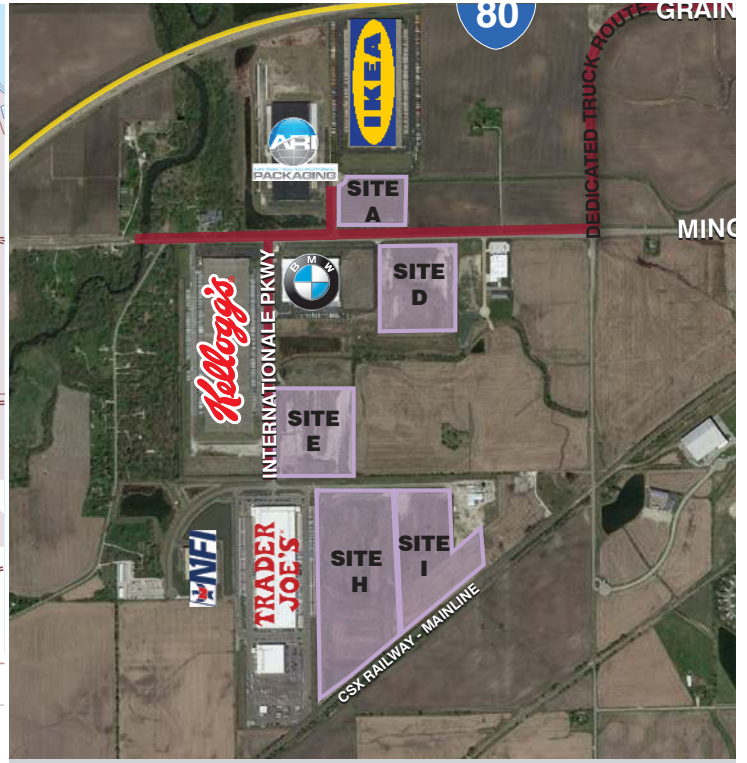 80
GRAIN
DEDICATED TRUCK ROUTE
IKEA
ARI
PACKAGING
SITE
A
MINO
INTERNATIONALE PKWY
BMW
SITE
D
Kellogg's
SITE
E
NFI
TRADER
JOE'S
SITE
H
SITE
I
CSX RAILWAY - MAINLINE